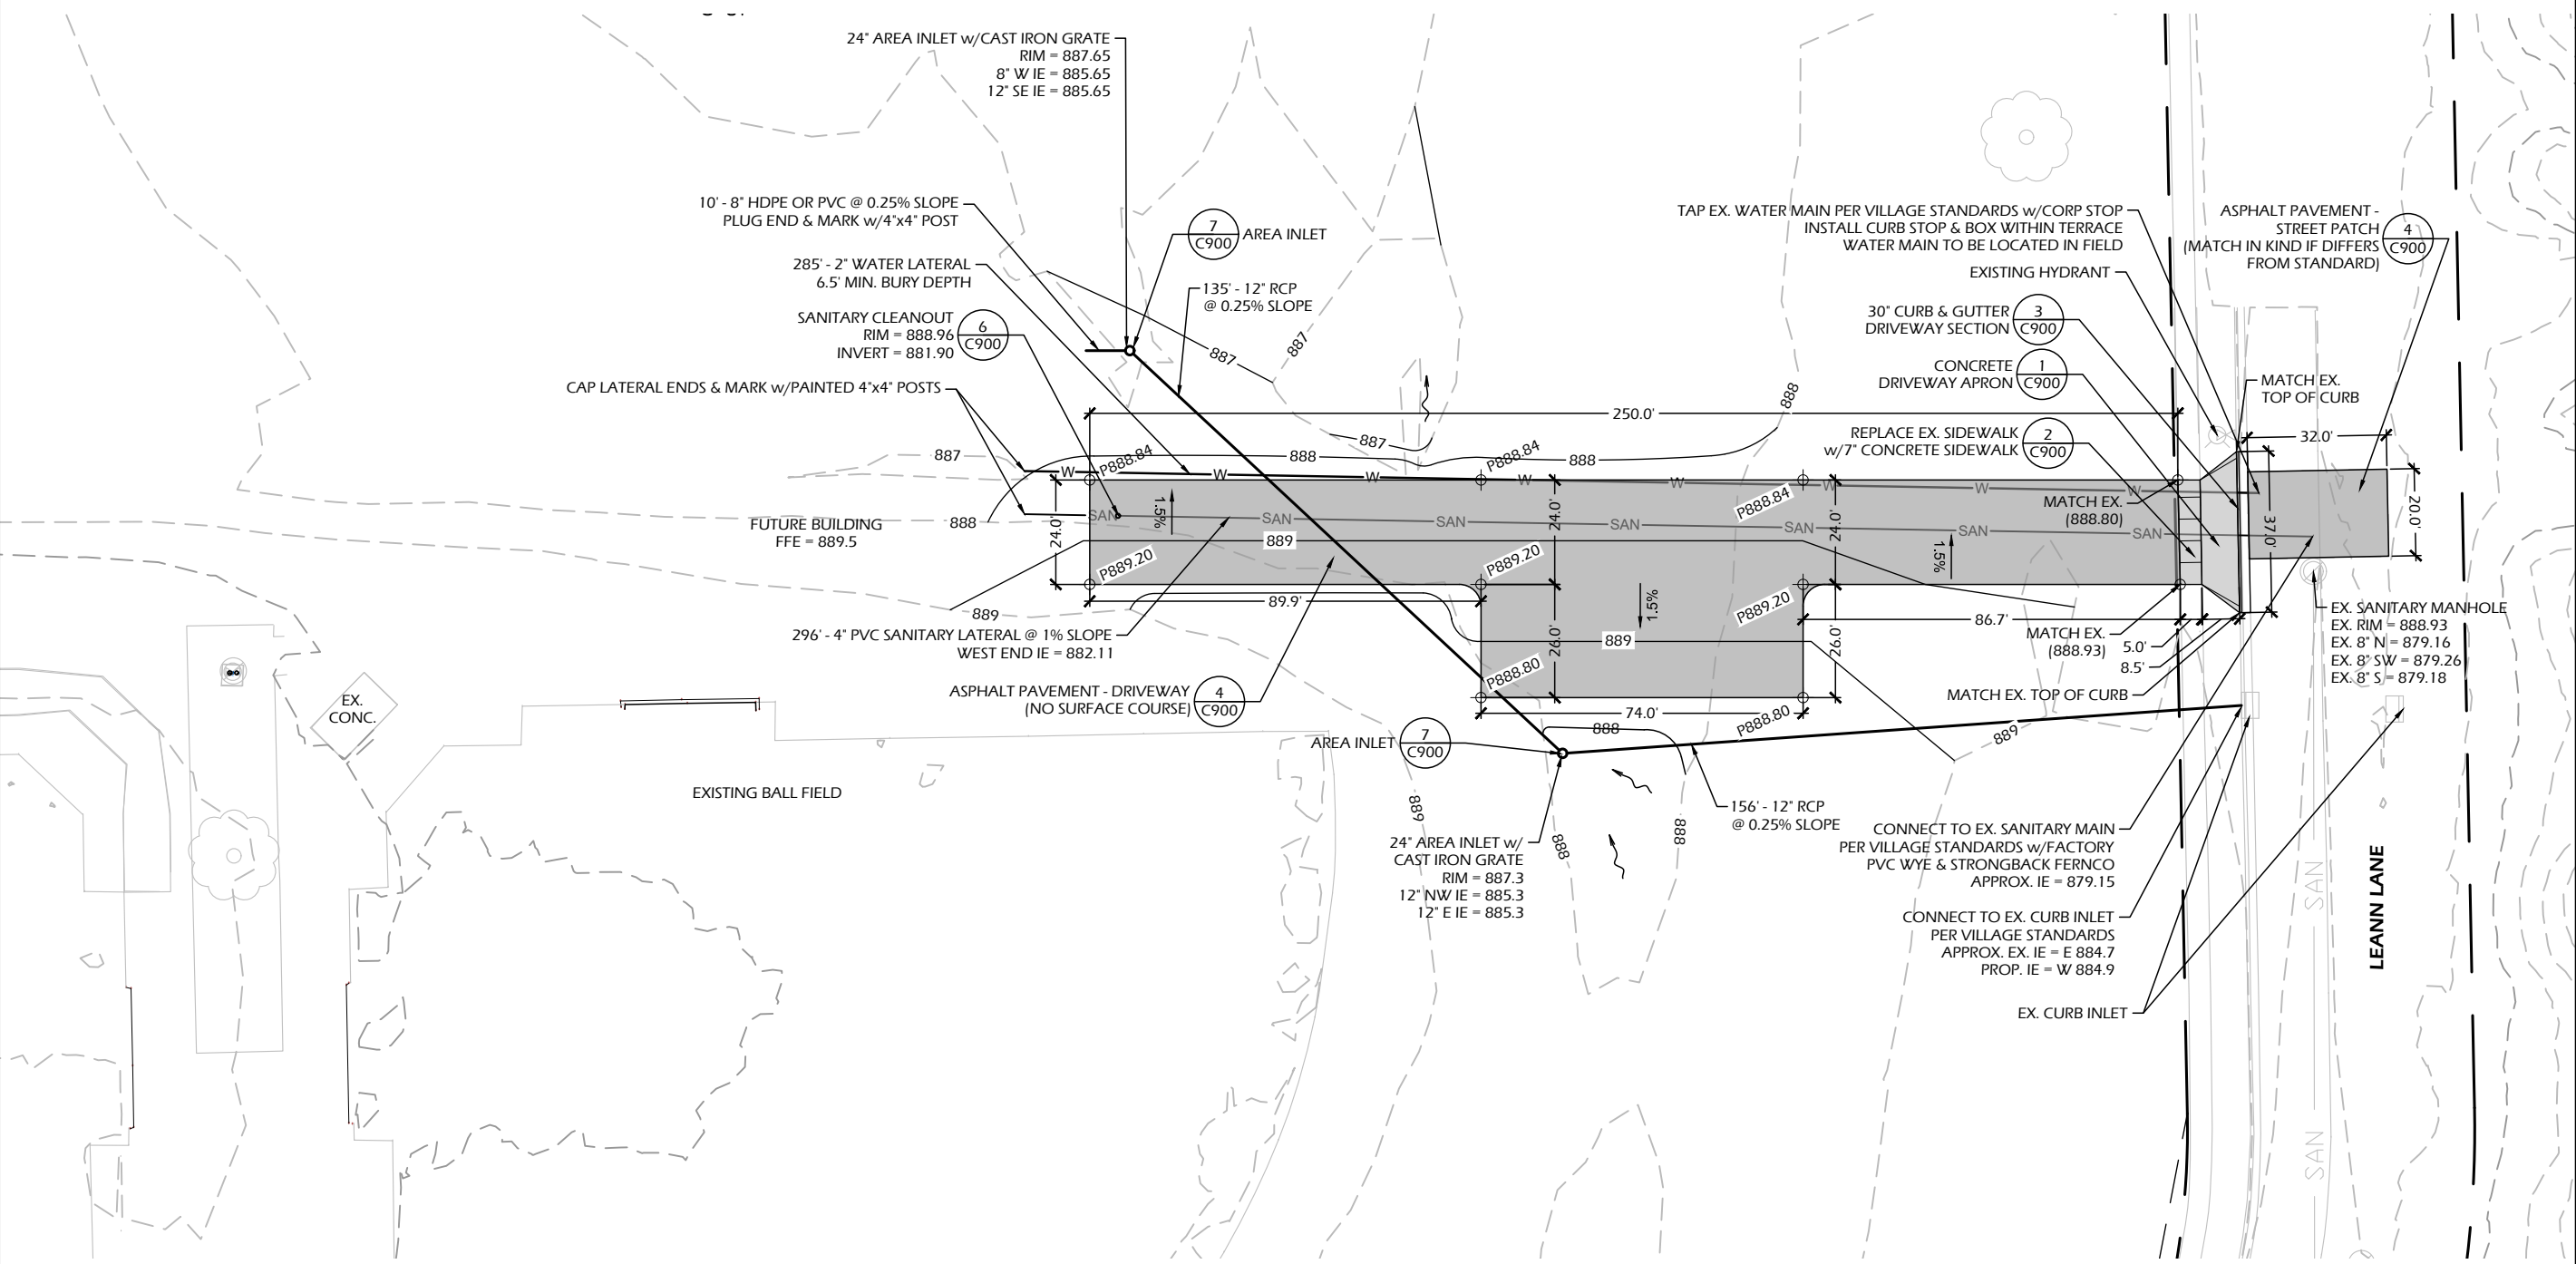 24" AREA INLET w/CAST IRON GRATE
RIM = 887.65
8" W IE = 885.65
12" SE IE = 885.65
10' - 8" HDPE OR PVC @ 0.25% SLOPE
PLUG END & MARK w/4"x4" POST
7
C900
AREA INLET
285' - 2" WATER LATERAL
6.5' MIN. BURY DEPTH
135' - 12" RCP
@ 0.25% SLOPE
SANITARY CLEANOUT
RIM = 888.96
INVERT = 881.90
6
C900
CAP LATERAL ENDS & MARK w/PAINTED 4"x4" POSTS
887
887
888
TAP EX. WATER MAIN PER VILLAGE STANDARDS w/CORP STOP
INSTALL CURB STOP & BOX WITHIN TERRACE
WATER MAIN TO BE LOCATED IN FIELD
ASPHALT PAVEMENT -
STREET PATCH
(MATCH IN KIND IF DIFFERS
FROM STANDARD)
4
C900
EXISTING HYDRANT
30" CURB & GUTTER
DRIVEWAY SECTION
3
C900
CONCRETE
DRIVEWAY APRON
1
C900
MATCH EX.
TOP OF CURB
REPLACE EX. SIDEWALK
w/7" CONCRETE SIDEWALK
2
C900
250.0'
32.0'
887
887
888
888
P888.84
P888.84
P888.84
W
W
W
W
W
W
W
W
MATCH EX.
(888.80)
20.0'
37.0'
24.0'
24.0'
24.0'
1.5%
1.5%
SAN
SAN
SAN
SAN
SAN
SAN
SAN
FUTURE BUILDING
FFE = 889.5
888
889
P889.20
P889.20
P889.20
889
89.9'
86.7'
1.5%
296' - 4" PVC SANITARY LATERAL @ 1% SLOPE
WEST END IE = 882.11
889
26.0'
26.0'
MATCH EX.
(888.93)
5.0'
8.5'
EX. SANITARY MANHOLE
EX. RIM = 888.93
EX. 8" N = 879.16
EX. 8" SW = 879.26
EX. 8" S = 879.18
P888.80
P888.80
ASPHALT PAVEMENT - DRIVEWAY
(NO SURFACE COURSE)
4
C900
MATCH EX. TOP OF CURB
EX.
CONC.
74.0'
888
889
AREA INLET
7
C900
EXISTING BALL FIELD
889
888
888
156' - 12" RCP
@ 0.25% SLOPE
24" AREA INLET w/
CAST IRON GRATE
RIM = 887.3
12" NW IE = 885.3
12" E IE = 885.3
CONNECT TO EX. SANITARY MAIN
PER VILLAGE STANDARDS w/FACTORY
PVC WYE & STRONGBACK FERNCO
APPROX. IE = 879.15
CONNECT TO EX. CURB INLET
PER VILLAGE STANDARDS
APPROX. EX. IE = E 884.7
PROP. IE = W 884.9
EX. CURB INLET
SAN
SAN
LEANN LANE